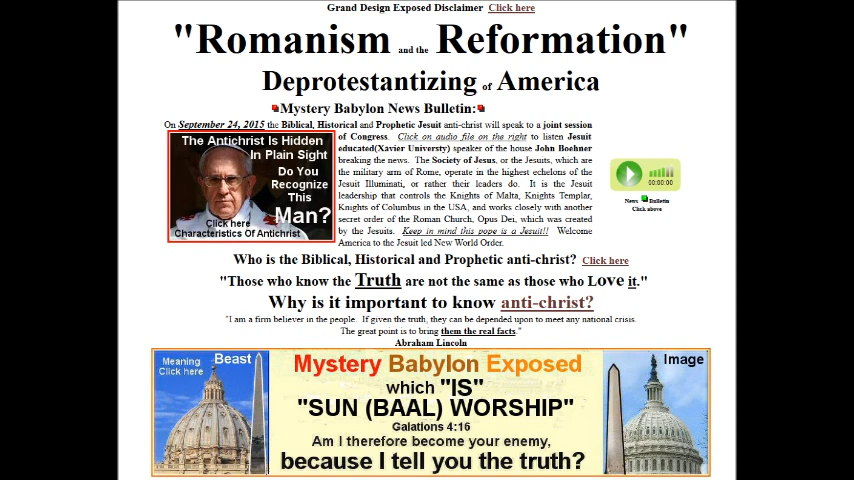 Grand Design Exposed Disclaimer Click here
"Romanism and the Reformation"
Deprotestantizing of America
Mystery Babylon News Bulletin:
On September 24, 2015 the Biblical, Historical and Prophetic Jesuit anti-christ will speak to a joint session
of Congress. Click on audio file on the right to listen Jesuit
educated(Xavier Universty) speaker of the house John Boehner
breaking the news. The Society of Jesus, or the Jesuits, which are
the military arm of Rome, operate in the highest echelons of the
Jesuit Illuminati, or rather their leaders do. It is the Jesuit
leadership that controls the Knights of Malta, Knights Templar,
Knights of Columbus in the USA, and works closely with another
secret order of the Roman Church, Opus Dei, which was created
by the Jesuits. Keep in mind this pope is a Jesuit!! Welcome
America to the Jesuit led New World Order.
The Antichrist Is Hidden
In Plain Sight
Do You
Recognize
This
Man?
Click here
Characteristics Of Antichrist
00:00:00
News Bulletin
Click above
Who is the Biblical, Historical and Prophetic anti-christ? Click here
"Those who know the Truth are not the same as those who Love it."
Why is it important to know anti-christ?
"I am a firm believer in the people. If given the truth, they can be depended upon to meet any national crisis.
The great point is to bring them the real facts."
Abraham Lincoln
Meaning
Click here
Beast
Mystery Babylon Exposed
which "IS"
"SUN (BAAL) WORSHIP"
Galations 4:16
Am I therefore become your enemy,
because I tell you the truth?
Image